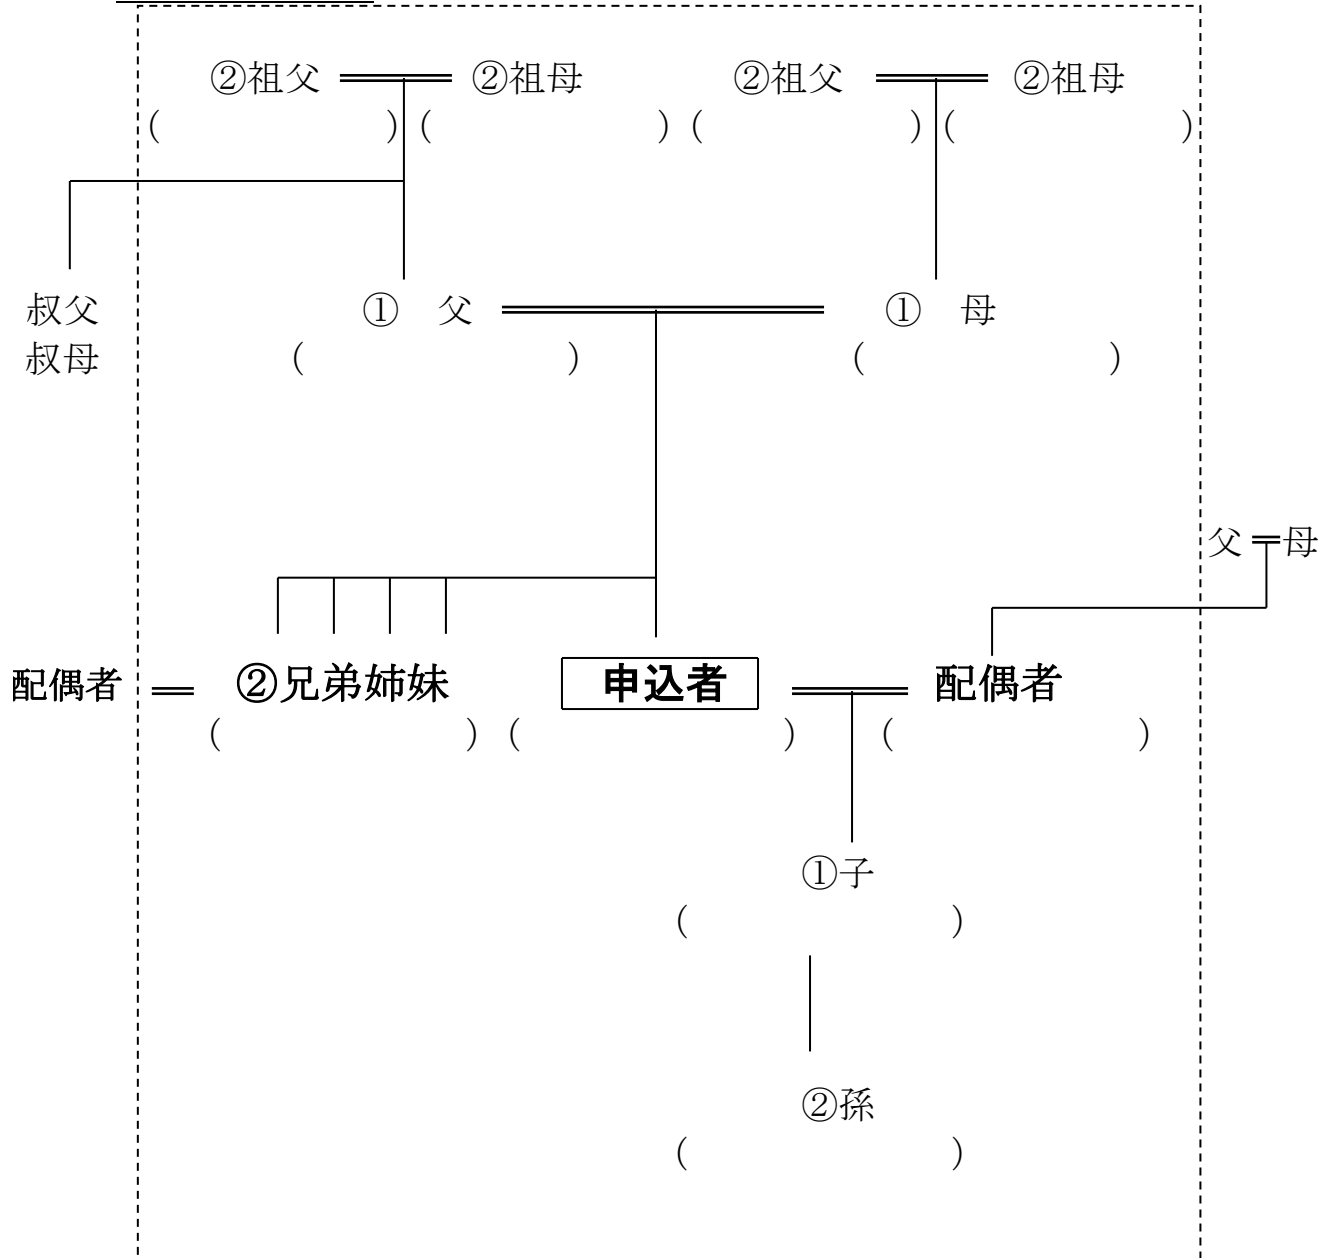 ②祖父 ②祖母 ②祖父 ②祖母
( ) ( ) ( ) ( )
叔父 ① 父 ① 母
叔母 ( ) ( )
父 母
配偶者 ②兄弟姉妹 申込者 配偶者
( ) ( ) ( )
①子
( )
②孫
( )